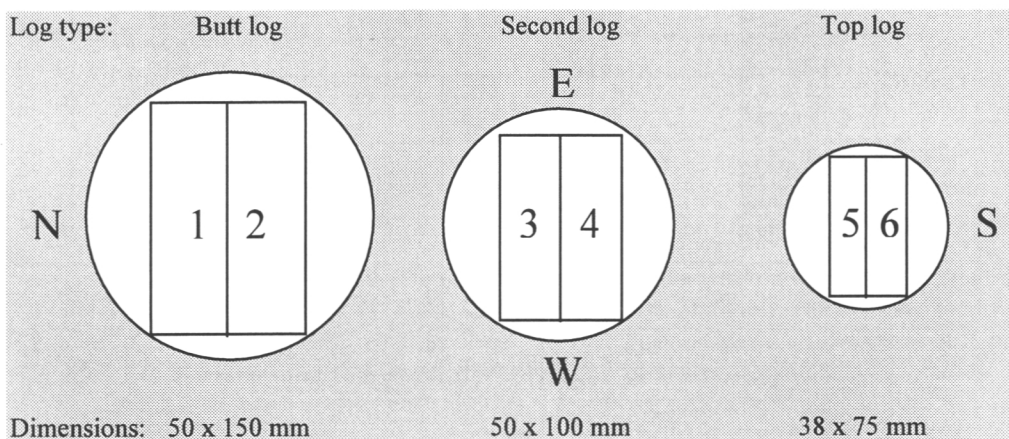 Log type: Butt log Second log Top log
E
N 1 2 3 4 5 6 S
W
Dimensions: 50 x 150 mm 50 x 100 mm 38 x 75 mm